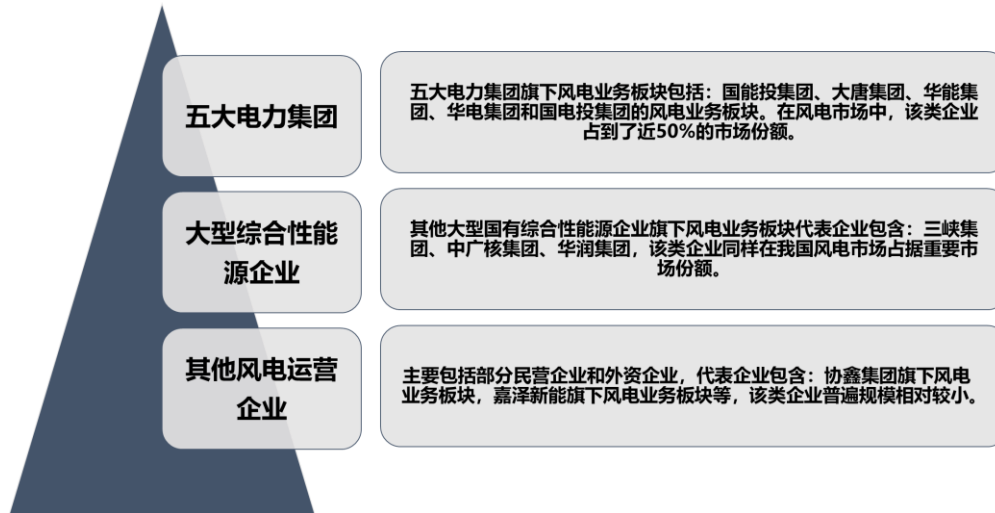 五大电力集团
五大电力集团旗下风电业务板块包括：国能投集团、大唐集团、华能集
团、华电集团和国电投集团的风电业务板块。在风电市场中，该类企业
占到了近50%的市场份额。
大型综合性能
源企业
其他大型国有综合性能源企业旗下风电业务板块代表企业包含：三峡集
团、中广核集团、华润集团，该类企业同样在我国风电市场占据重要市
场份额。
其他风电运营
企业
主要包括部分民营企业和外资企业，代表企业包含：协鑫集团旗下风电
业务板块，嘉泽新能旗下风电业务板块等，该类企业普遍规模相对较小。